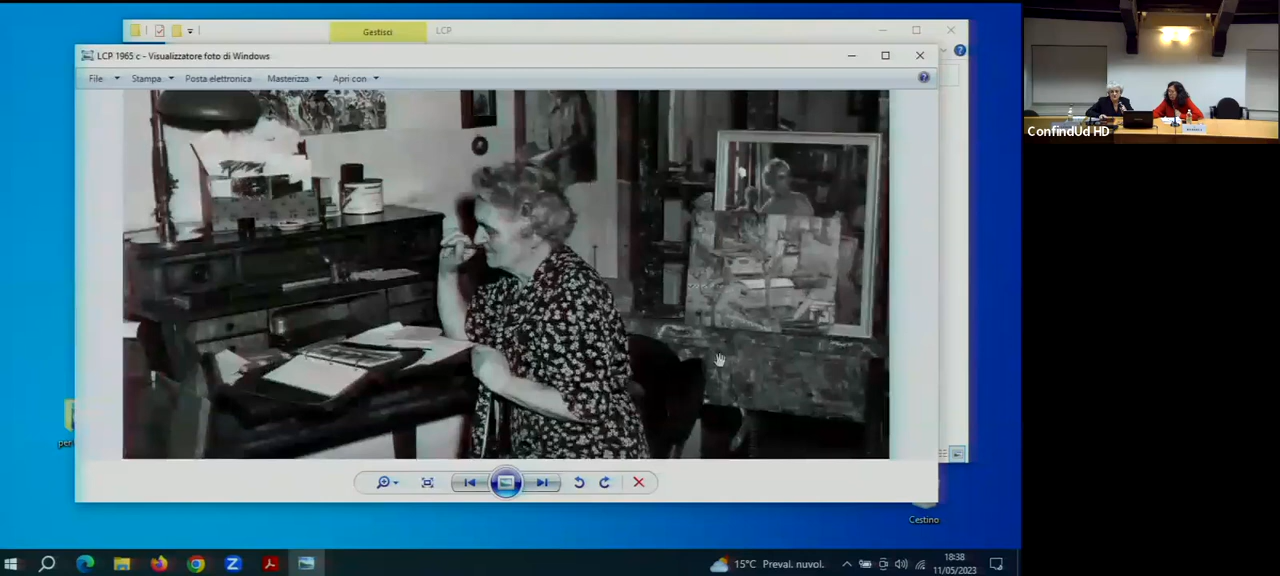 Gestisci
LCP
LCP 1965 c - Visualizzatore foto di Windows
File
Stampa
Posta elettronica
Masterizza
Apri con
ConfindUd HD
per
Cestino
15°C Preval. nuvol.
18:38
11/05/2023